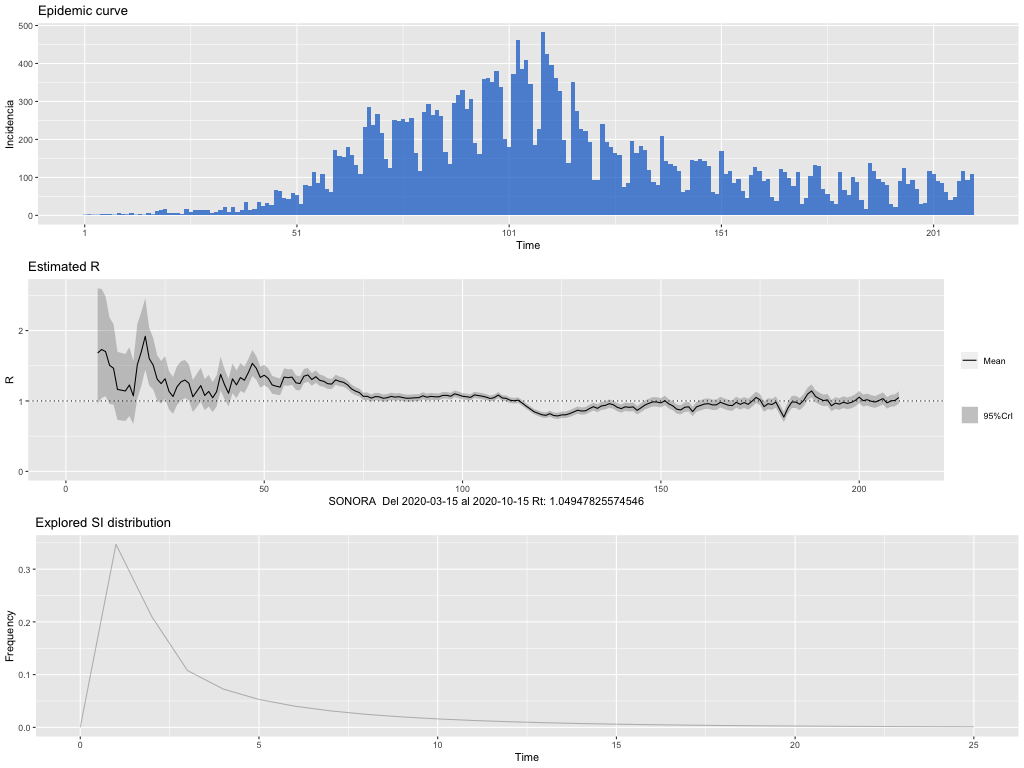 Epidemic curve
500
400
300
200
100
0
Incidencia
1 51 101 151 201
Time
Estimated R
2
1
0
R
Mean
95%CrI
0 50 100 150 200
SONORA Del 2020-03-15 al 2020-10-15 Rt: 1.04947825574546
Explored SI distribution
0.3
0.2
0.1
0.0
Frequency
0 5 10 15 20 25
Time